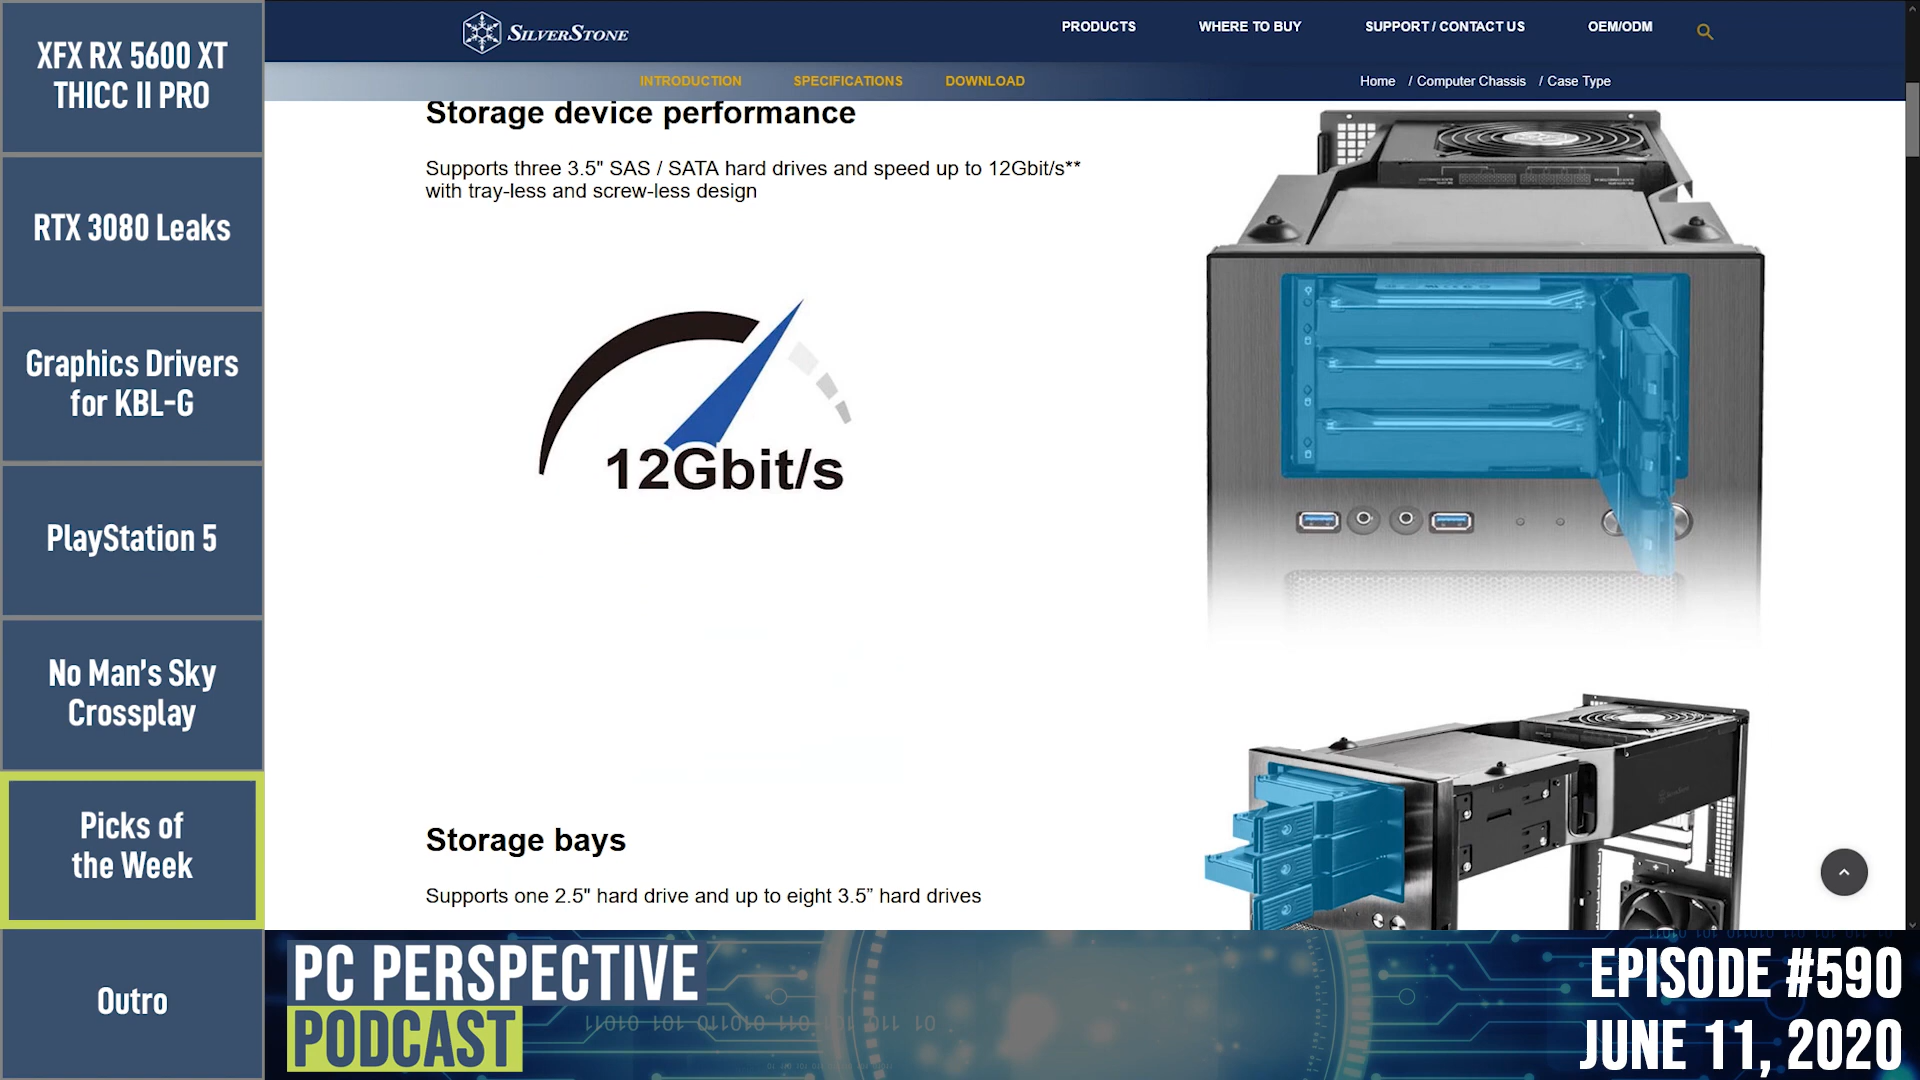 XFX RX 5600 XT
THICC II PRO
RTX 3080 Leaks
Graphics Drivers
for KBL-G
PlayStation 5
No Man's Sky
Crossplay
Picks of
the Week
Outro
SILVERSTONE
PRODUCTS
WHERE TO BUY
SUPPORT / CONTACT US
OEM/ODM
INTRODUCTION
SPECIFICATIONS
DOWNLOAD
Home / Computer Chassis / Case Type
Storage device performance
Supports three 3.5" SAS / SATA hard drives and speed up to 12Gbit/s**
with tray-less and screw-less design
12Gbit/s
Storage bays
Supports one 2.5" hard drive and up to eight 3.5” hard drives
PC PERSPECTIVE
PODCAST
EPISODE #590
JUNE 11, 2020